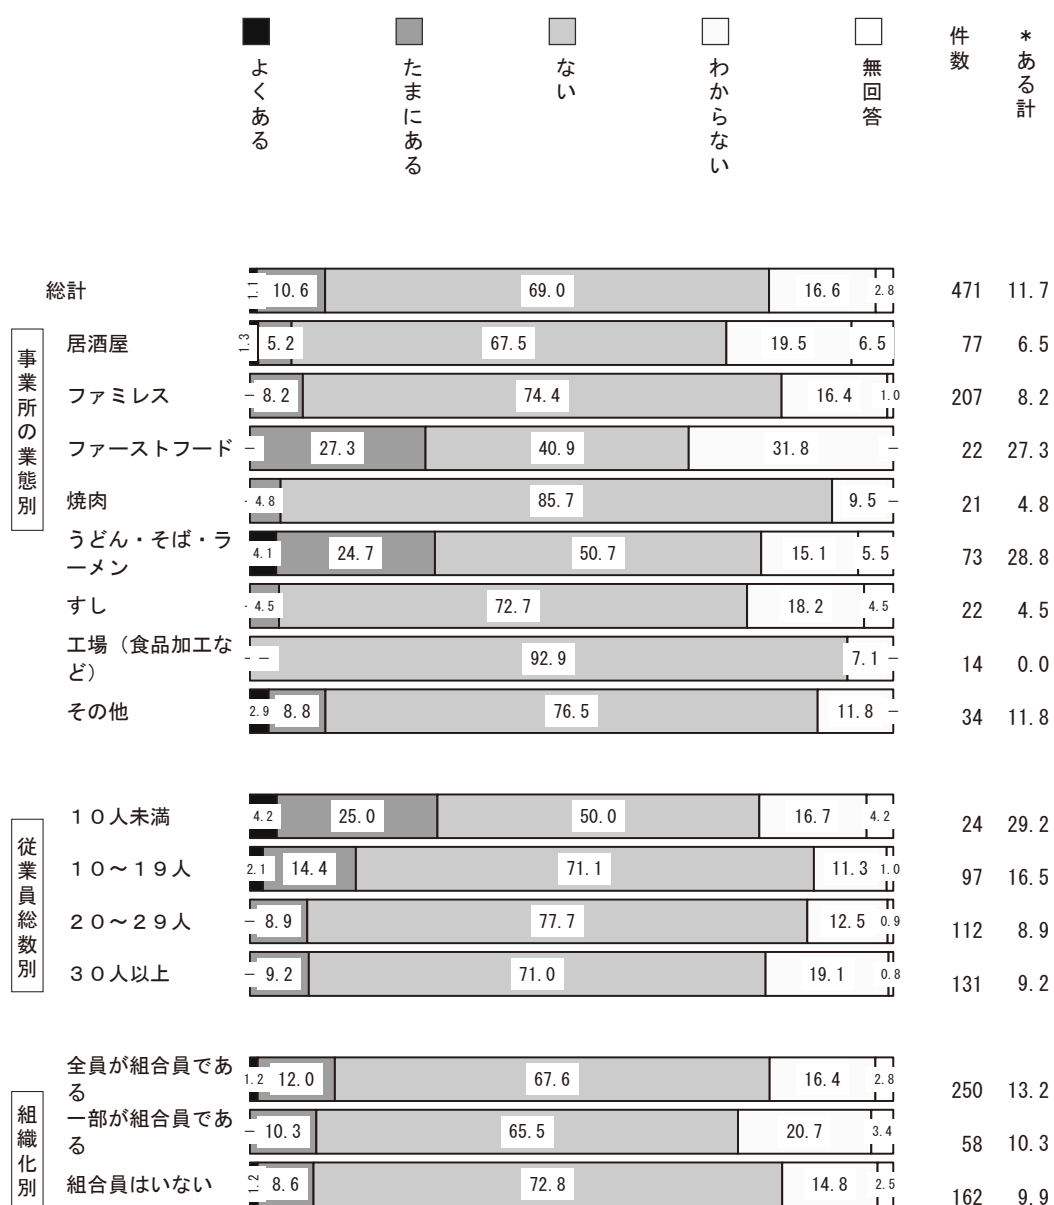 よくある
たまにある
ない
わからない
無回答
件数
*ある計
総計 1.1 10.6 69.0 16.6 2.8 471 11.7
事業所の業態別
居酒屋 1.3 5.2 67.5 19.5 6.5 77 6.5
ファミレス - 8.2 74.4 16.4 1.0 207 8.2
ファーストフード - 27.3 40.9 31.8 - 22 27.3
焼肉 - 4.8 85.7 9.5 - 21 4.8
うどん・そば・ラ
ーメン 4.1 24.7 50.7 15.1 5.5 73 28.8
すし - 4.5 72.7 18.2 4.5 22 4.5
工場（食品加工な
ど） - - 92.9 7.1 - 14 0.0
その他 2.9 8.8 76.5 11.8 - 34 11.8
従業員総数別
１０人未満 4.2 25.0 50.0 16.7 4.2 24 29.2
１０～１９人 2.1 14.4 71.1 11.3 1.0 97 16.5
２０～２９人 - 8.9 77.7 12.5 0.9 112 8.9
３０人以上 - 9.2 71.0 19.1 0.8 131 9.2
組織化別
全員が組合員であ
る 1.2 12.0 67.6 16.4 2.8 250 13.2
一部が組合員であ
る - 10.3 65.5 20.7 3.4 58 10.3
組合員はいない 1.2 8.6 72.8 14.8 2.5 162 9.9